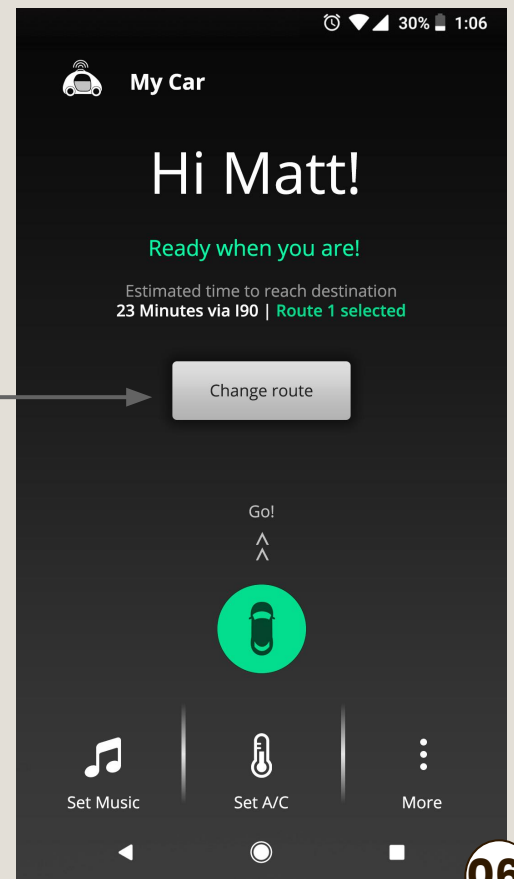 30% 1:06
My Car
Hi Matt!
Ready when you are!
Estimated time to reach destination
23 Minutes via I90 | Route 1 selected
Change route
Go!
Set Music Set A/C More
06